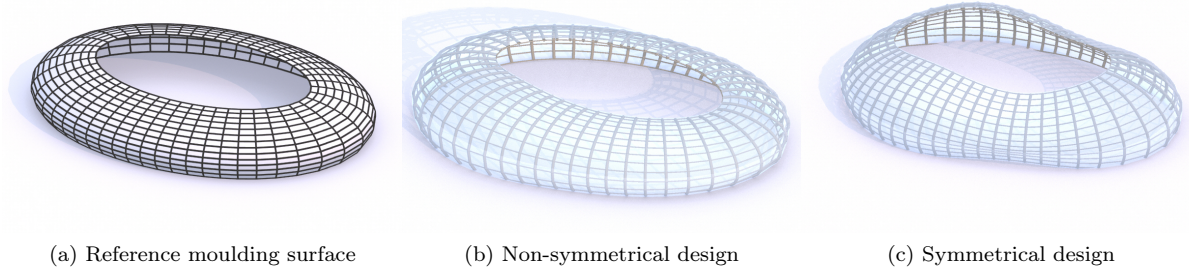 (a) Reference moulding surface
(b) Non-symmetrical design
(c) Symmetrical design